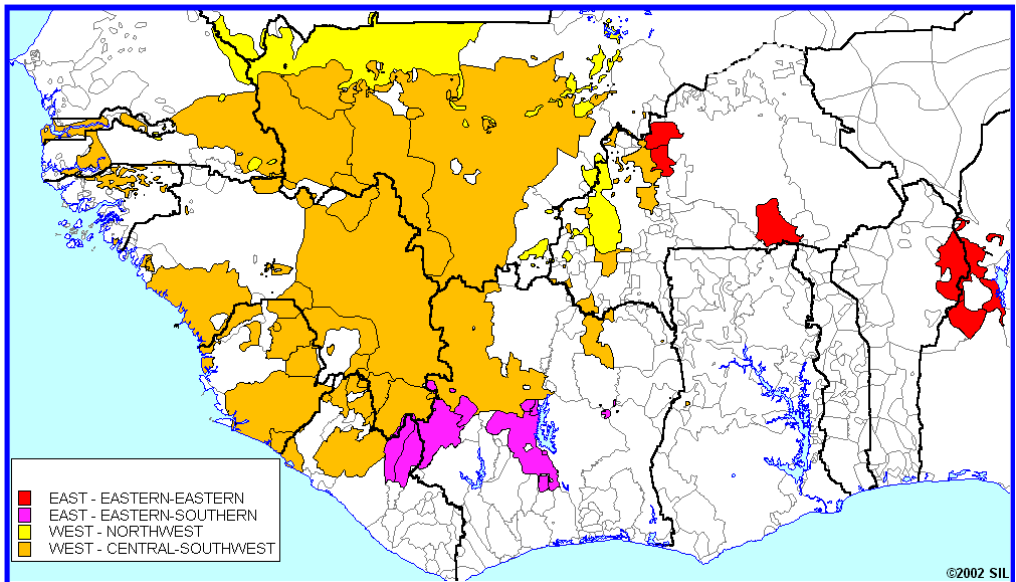 EAST - EASTERN-EASTERN
EAST - EASTERN-SOUTHERN
WEST - NORTHWEST
WEST - CENTRAL-SOUTHWEST
©2002 SIL